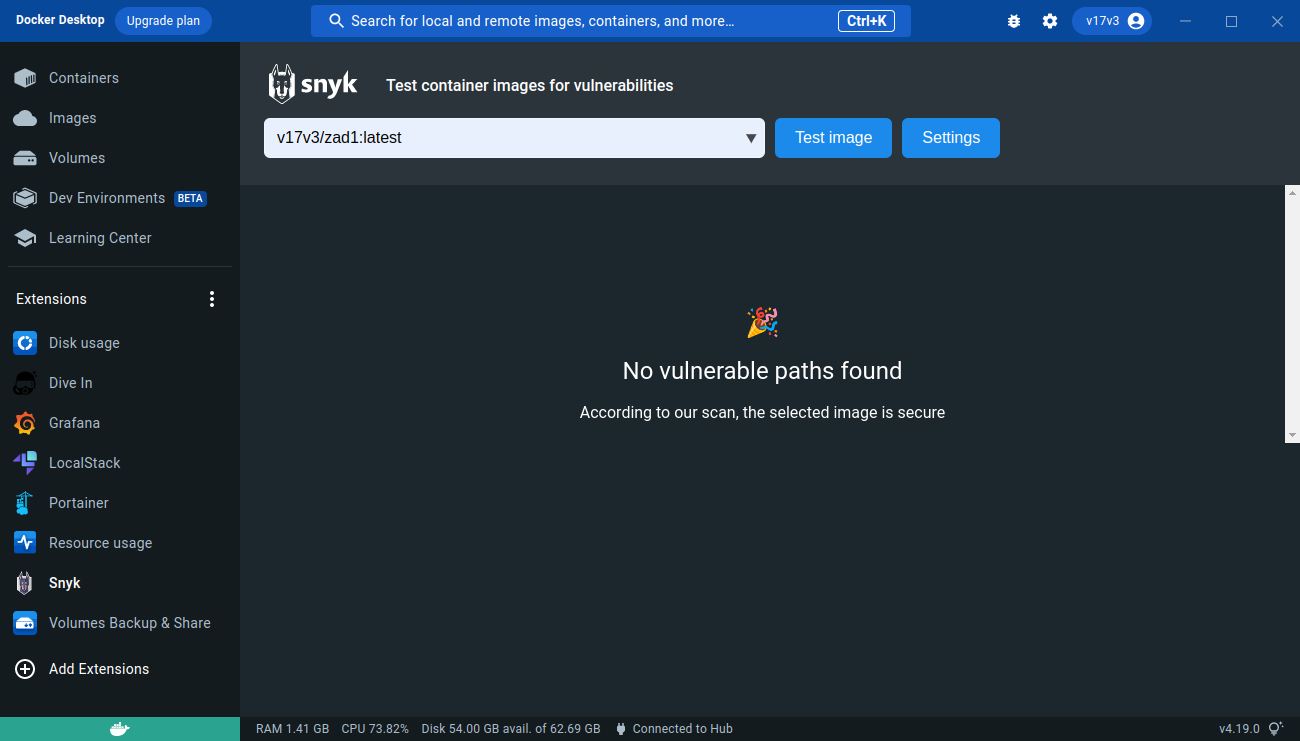 Docker Desktop
Upgrade plan
Search for local and remote images, containers, and more...
Ctrl+K
v17v3
Containers
Images
Volumes
Dev Environments BETA
Learning Center
Extensions
Disk usage
Dive In
Grafana
LocalStack
Portainer
Resource usage
Snyk
Volumes Backup & Share
Add Extensions
snyk
Test container images for vulnerabilities
v17v3/zad1:latest
Test image
Settings
No vulnerable paths found
According to our scan, the selected image is secure
RAM 1.41 GB CPU 73.82% Disk 54.00 GB avail. of 62.69 GB Connected to Hub
v4.19.0